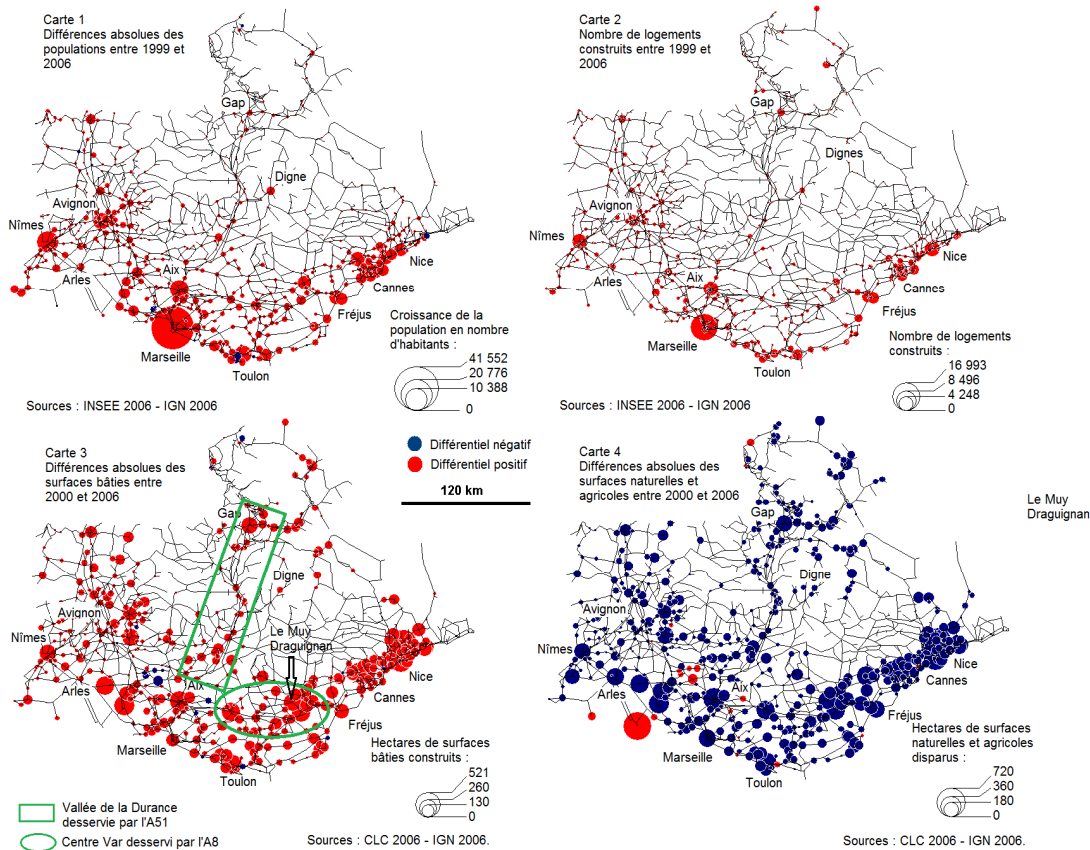 Carte 1
Différences absolues des
populations entre 1999 et
2006
Gap
Digne
Avignon
Nîmes
Arles
Aix
Nice
Cannes
Fréjus
Marseille
Toulon
Croissance de la
population en nombre
d'habitants :
41 552
20 776
10 388
0
Sources : INSEE 2006 - IGN 2006
Carte 2
Nombre de logements
construits entre 1999 et
2006
Gap
Dignes
Avignon
Nîmes
Arles
Aix
Nice
Cannes
Fréjus
Marseille
Toulon
Nombre de logements
construits :
16 993
8 496
4 248
0
Sources : INSEE 2006 - IGN 2006
Différentiel négatif
Différentiel positif
120 km
Carte 3
Différences absolues des
surfaces bâties entre
2000 et 2006
Gap
Digne
Avignon
Nîmes
Le Muy
Draguignan
Arles
Aix
Nice
Cannes
Fréjus
Marseille
Toulon
Hectares de surfaces
bâties construits :
521
260
130
0
Vallée de la Durance
desservie par l'A51
Centre Var desservi par l'A8
Sources : CLC 2006 - IGN 2006.
Carte 4
Différences absolues des
surfaces naturelles et
agricoles entre 2000 et 2006
Le Muy
Draguignan
Gap
Digne
Avignon
Nîmes
Arles
Aix
Nice
Cannes
Fréjus
Marseille
Toulon
Hectares de surfaces
naturelles et agricoles
disparus :
720
360
180
0
Sources : CLC 2006 - IGN 2006.